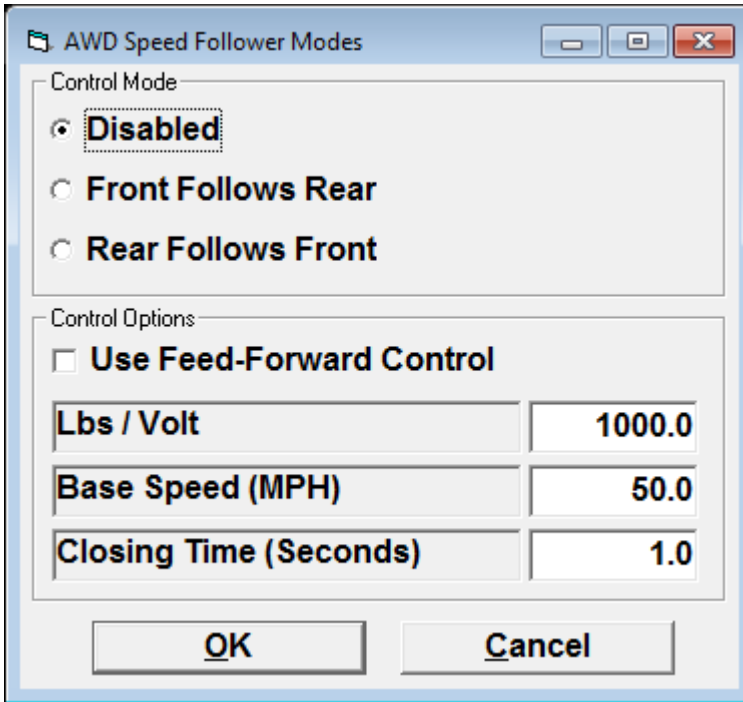 AWD Speed Follower Modes
Control Mode
Disabled
Front Follows Rear
Rear Follows Front
Control Options
Use Feed-Forward Control
Lbs / Volt 1000.0
Base Speed (MPH) 50.0
Closing Time (Seconds) 1.0
OK Cancel